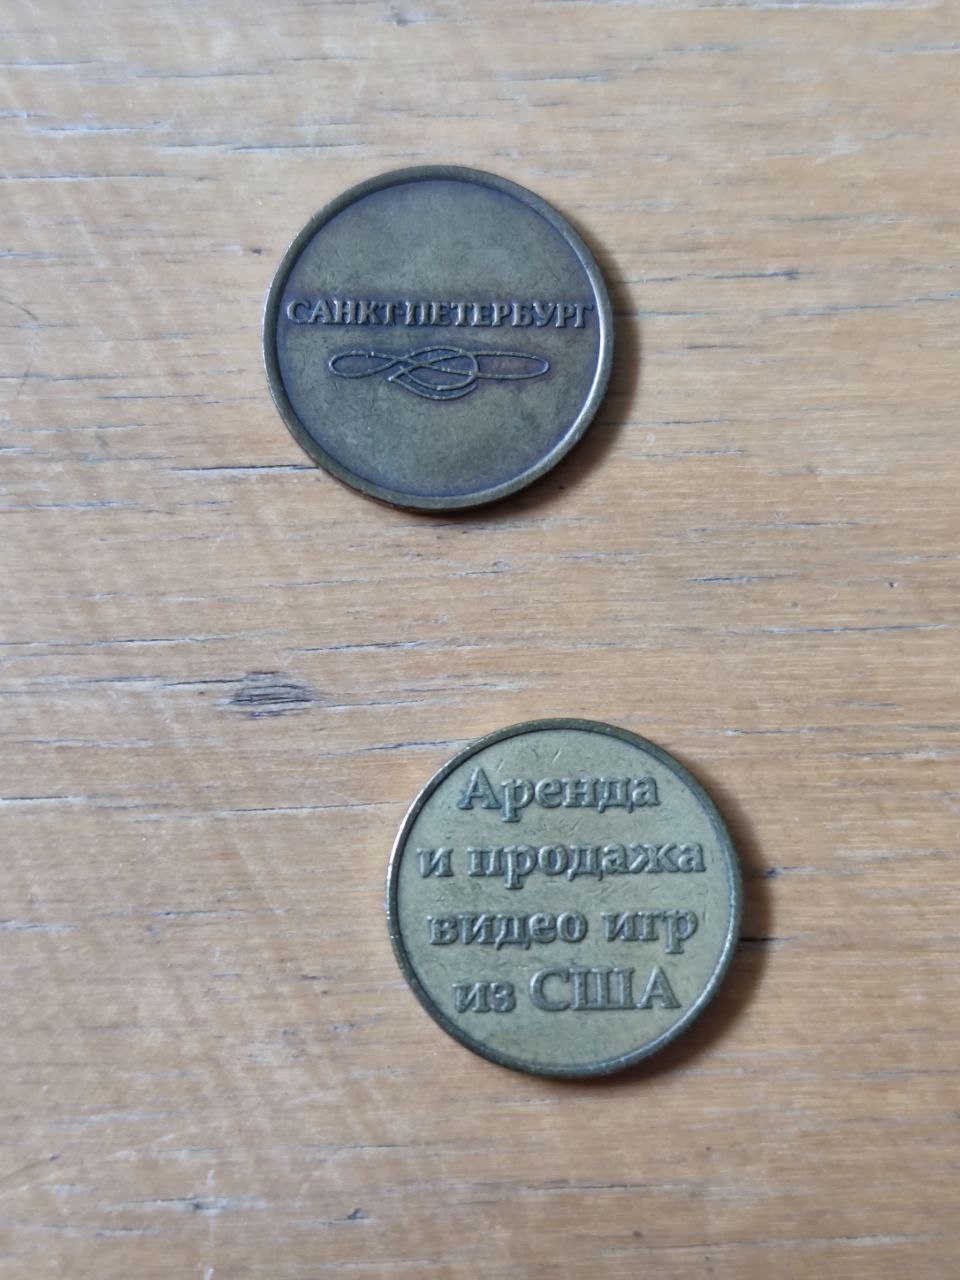 САНКТ-ПЕТЕРБУРГ
Аренда
и продажа
видео игр
из США